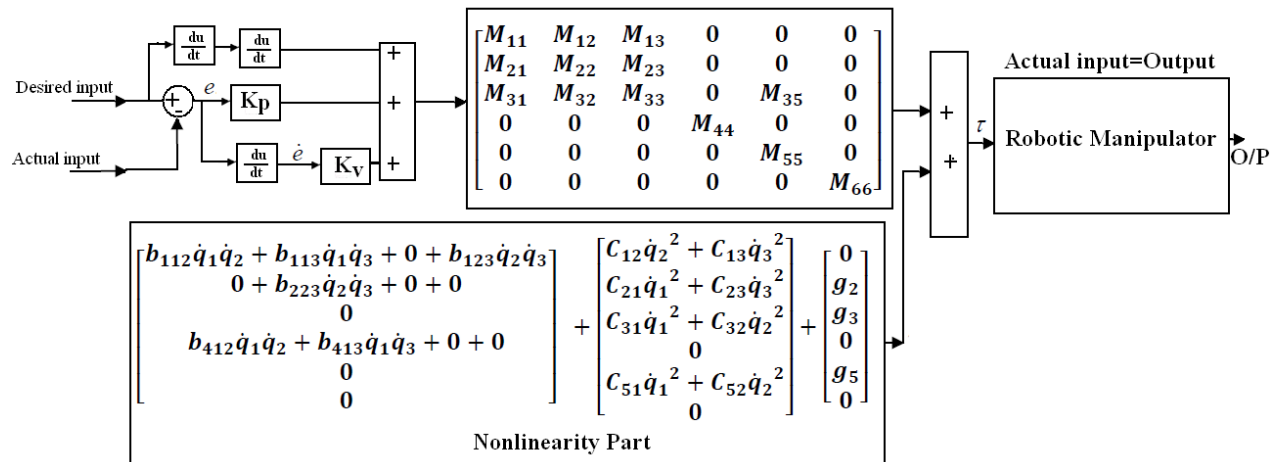 Desired input
Actual input
+
-
e
du
dt
du
dt
Kp
du
dt
ė
Kv
+
+
+
M₁₁ M₁₂ M₁₃ 0 0 0
M₂₁ M₂₂ M₂₃ 0 0 0
M₃₁ M₃₂ M₃₃ 0 M₃₅ 0
0 0 0 M₄₄ 0 0
0 0 0 0 M₅₅ 0
0 0 0 0 0 M₆₆
+
+
τ
Actual input=Output
Robotic Manipulator
O/P
b₁₁₂q̇₁q̇₂ + b₁₁₃q̇₁q̇₃ + 0 + b₁₂₃q̇₂q̇₃
0 + b₂₂₃q̇₂q̇₃ + 0 + 0
0
b₄₁₂q̇₁q̇₂ + b₄₁₃q̇₁q̇₃ + 0 + 0
0
0
+
C₁₂q̇₂² + C₁₃q̇₃²
C₂₁q̇₁² + C₂₃q̇₃²
C₃₁q̇₁² + C₃₂q̇₂²
0
C₅₁q̇₁² + C₅₂q̇₂²
0
+
0
g₂
g₃
0
g₅
0
Nonlinearity Part